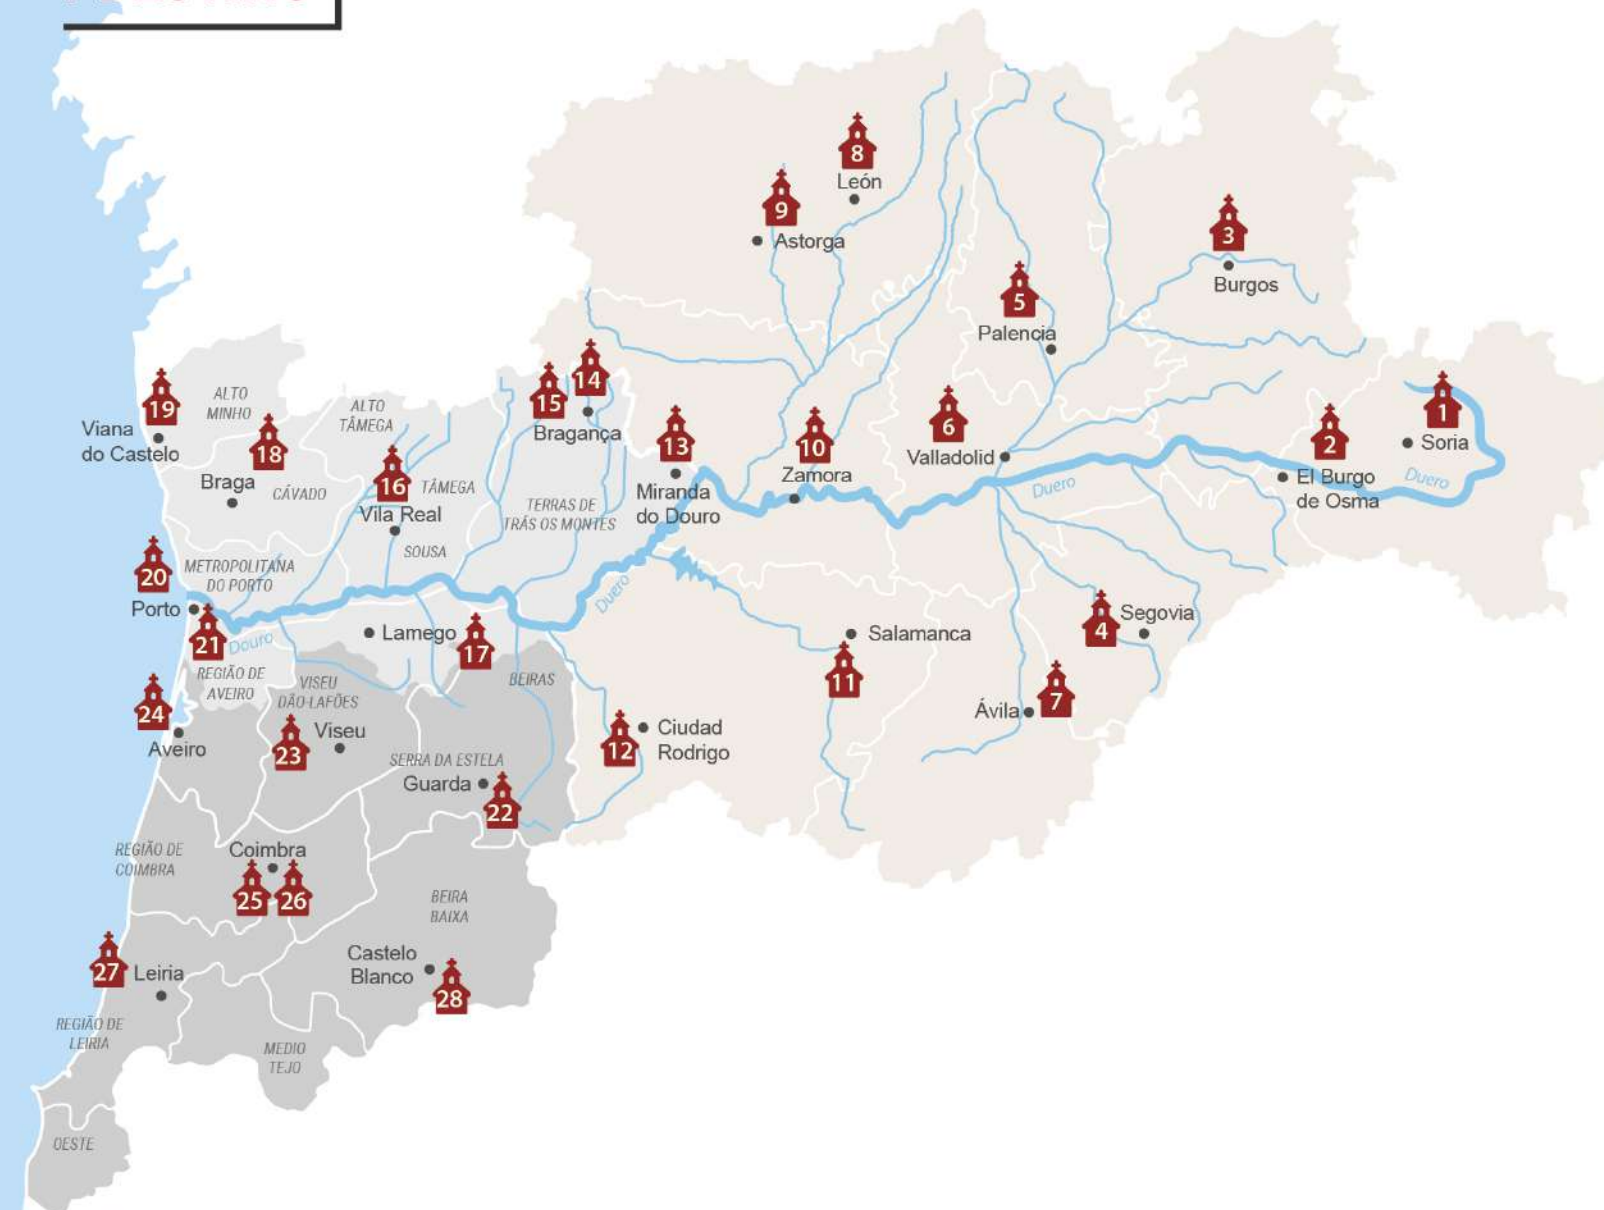 8
León
9
Astorga
3
Burgos
5
Palencia
14
15
Bragança
19
Viana
do Castelo
ALTO
MINHO
18
Braga
CÁVADO
ALTO
TÂMEGA
16
TÂMEGA
Vila Real
SOUSA
TERRAS DE
TRÁS OS MONTES
13
Miranda
do Douro
10
Zamora
6
Valladolid
Duero
2
El Burgo
de Osma
1
Soria
Duero
20
METROPOLITANA
DO PORTO
Porto
21
Douro
Lamego
17
Duero
Salamanca
11
4
Segovia
REGIÃO DE
AVEIRO
VISEU
DÃO-LAFÕES
BEIRAS
24
Aveiro
23
Viseu
12
Ciudad
Rodrigo
Ávila
7
SERRA DA ESTELA
Guarda
22
REGIÃO DE
COIMBRA
Coimbra
25
26
BEIRA
BAIXA
27
Leiria
Castelo
Blanco
28
REGIÃO DE
LEIRIA
MEDIO
TEJO
OESTE